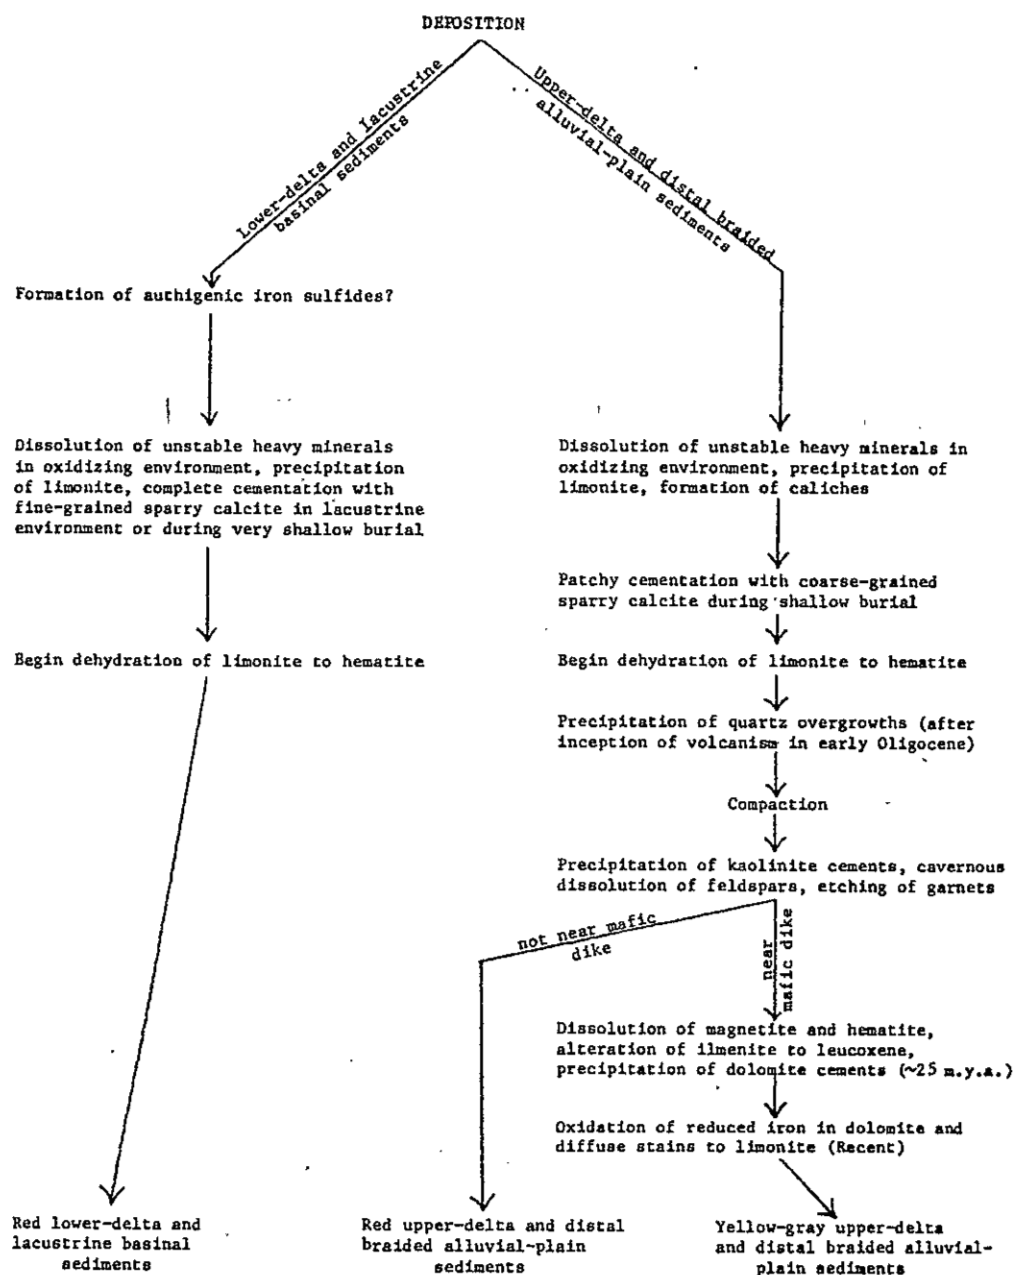 DEPOSITION
Lower-delta and lacustrine
basinal sediments
Upper-delta and distal braided
alluvial-plain sediments
Formation of authigenic iron sulfides?
Dissolution of unstable heavy minerals
in oxidizing environment, precipitation
of limonite, complete cementation with
fine-grained sparry calcite in lacustrine
environment or during very shallow burial
Begin dehydration of limonite to hematite
Dissolution of unstable heavy minerals in
oxidizing environment, precipitation of
limonite, formation of caliches
Patchy cementation with coarse-grained
sparry calcite during shallow burial
Begin dehydration of limonite to hematite
Precipitation of quartz overgrowths (after
inception of volcanism in early Oligocene)
Compaction
Precipitation of kaolinite cements, cavernous
dissolution of feldspars, etching of garnets
not near mafic
dike
near
mafic dike
Dissolution of magnetite and hematite,
alteration of ilmenite to leucoxene,
precipitation of dolomite cements (~25 m.y.a.)
Oxidation of reduced iron in dolomite and
diffuse stains to limonite (Recent)
Red lower-delta and
lacustrine basinal
sediments
Red upper-delta and distal
braided alluvial-plain
sediments
Yellow-gray upper-delta
and distal braided alluvial-
plain sediments